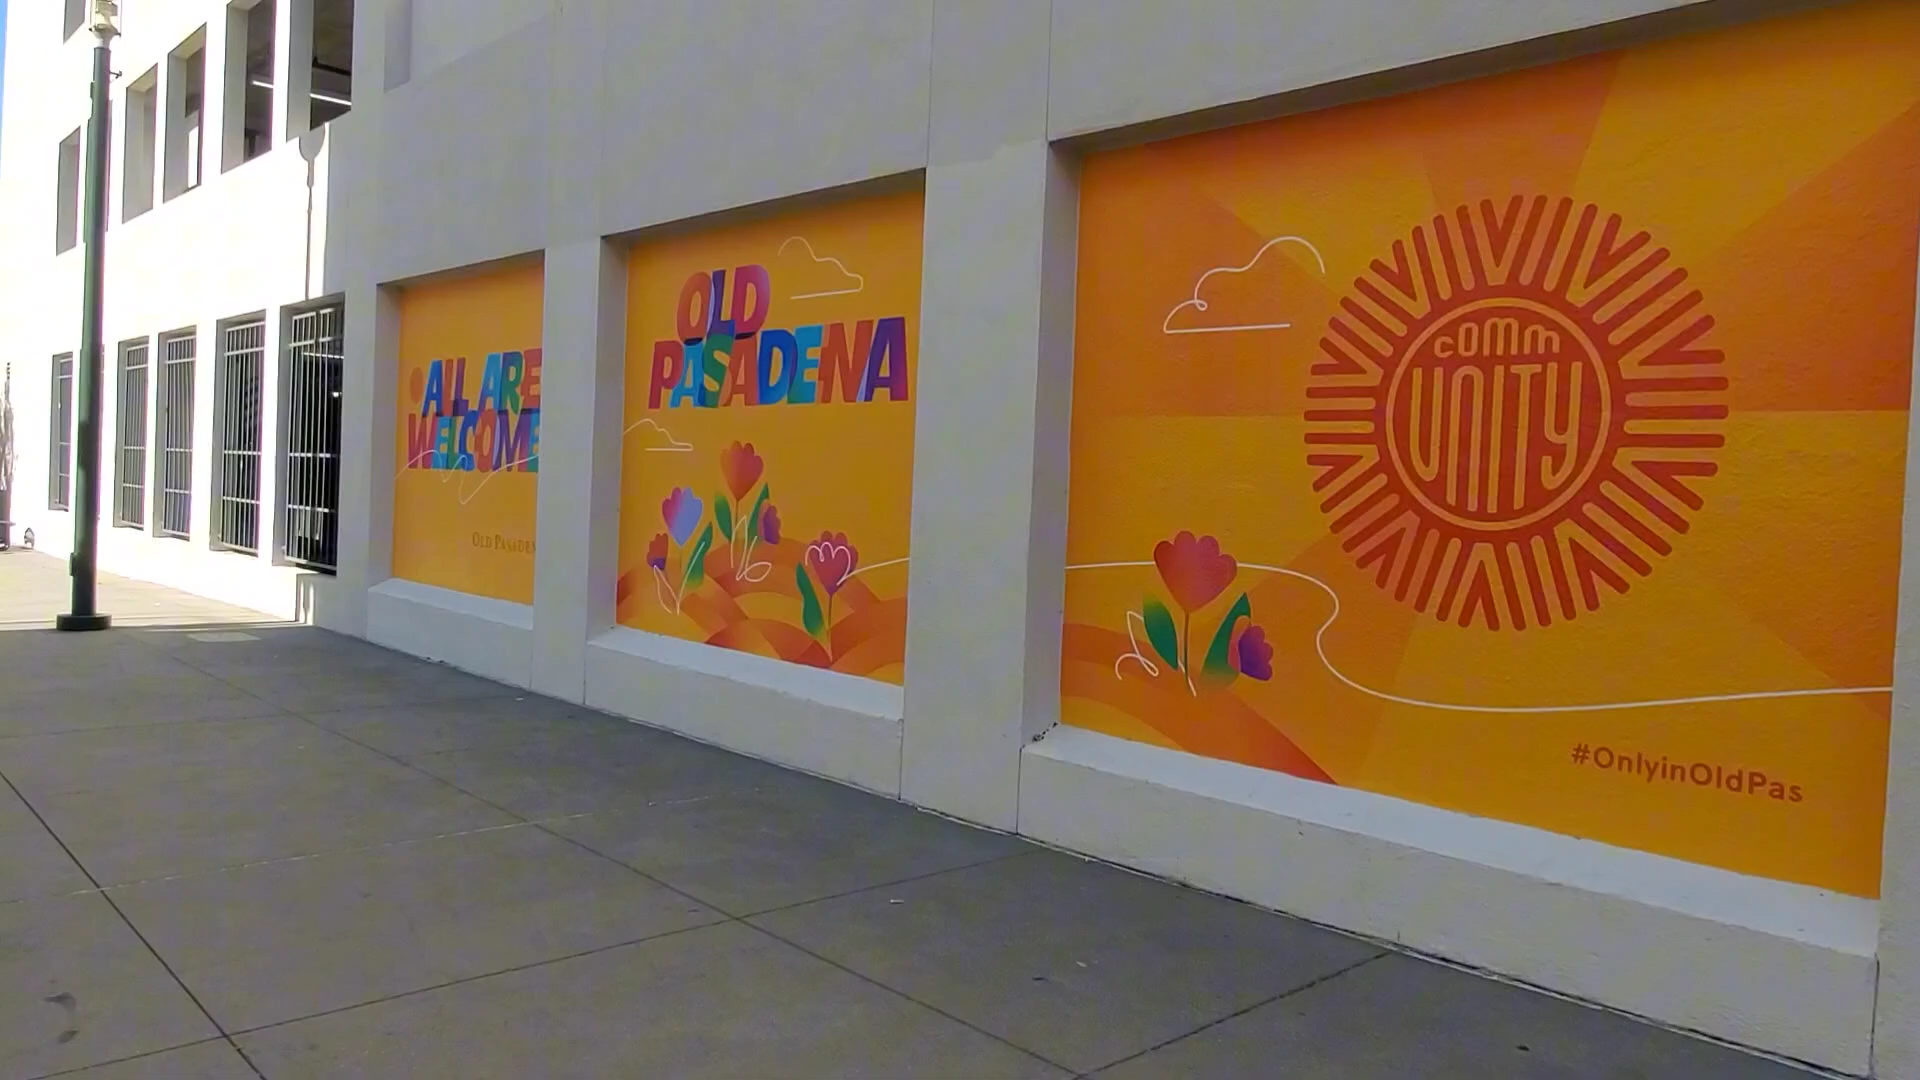 ALL ARE
WELCOME
OLD PASADEN
OLD
PASADENA
COMM
UNITY
#OnlyinOldPas